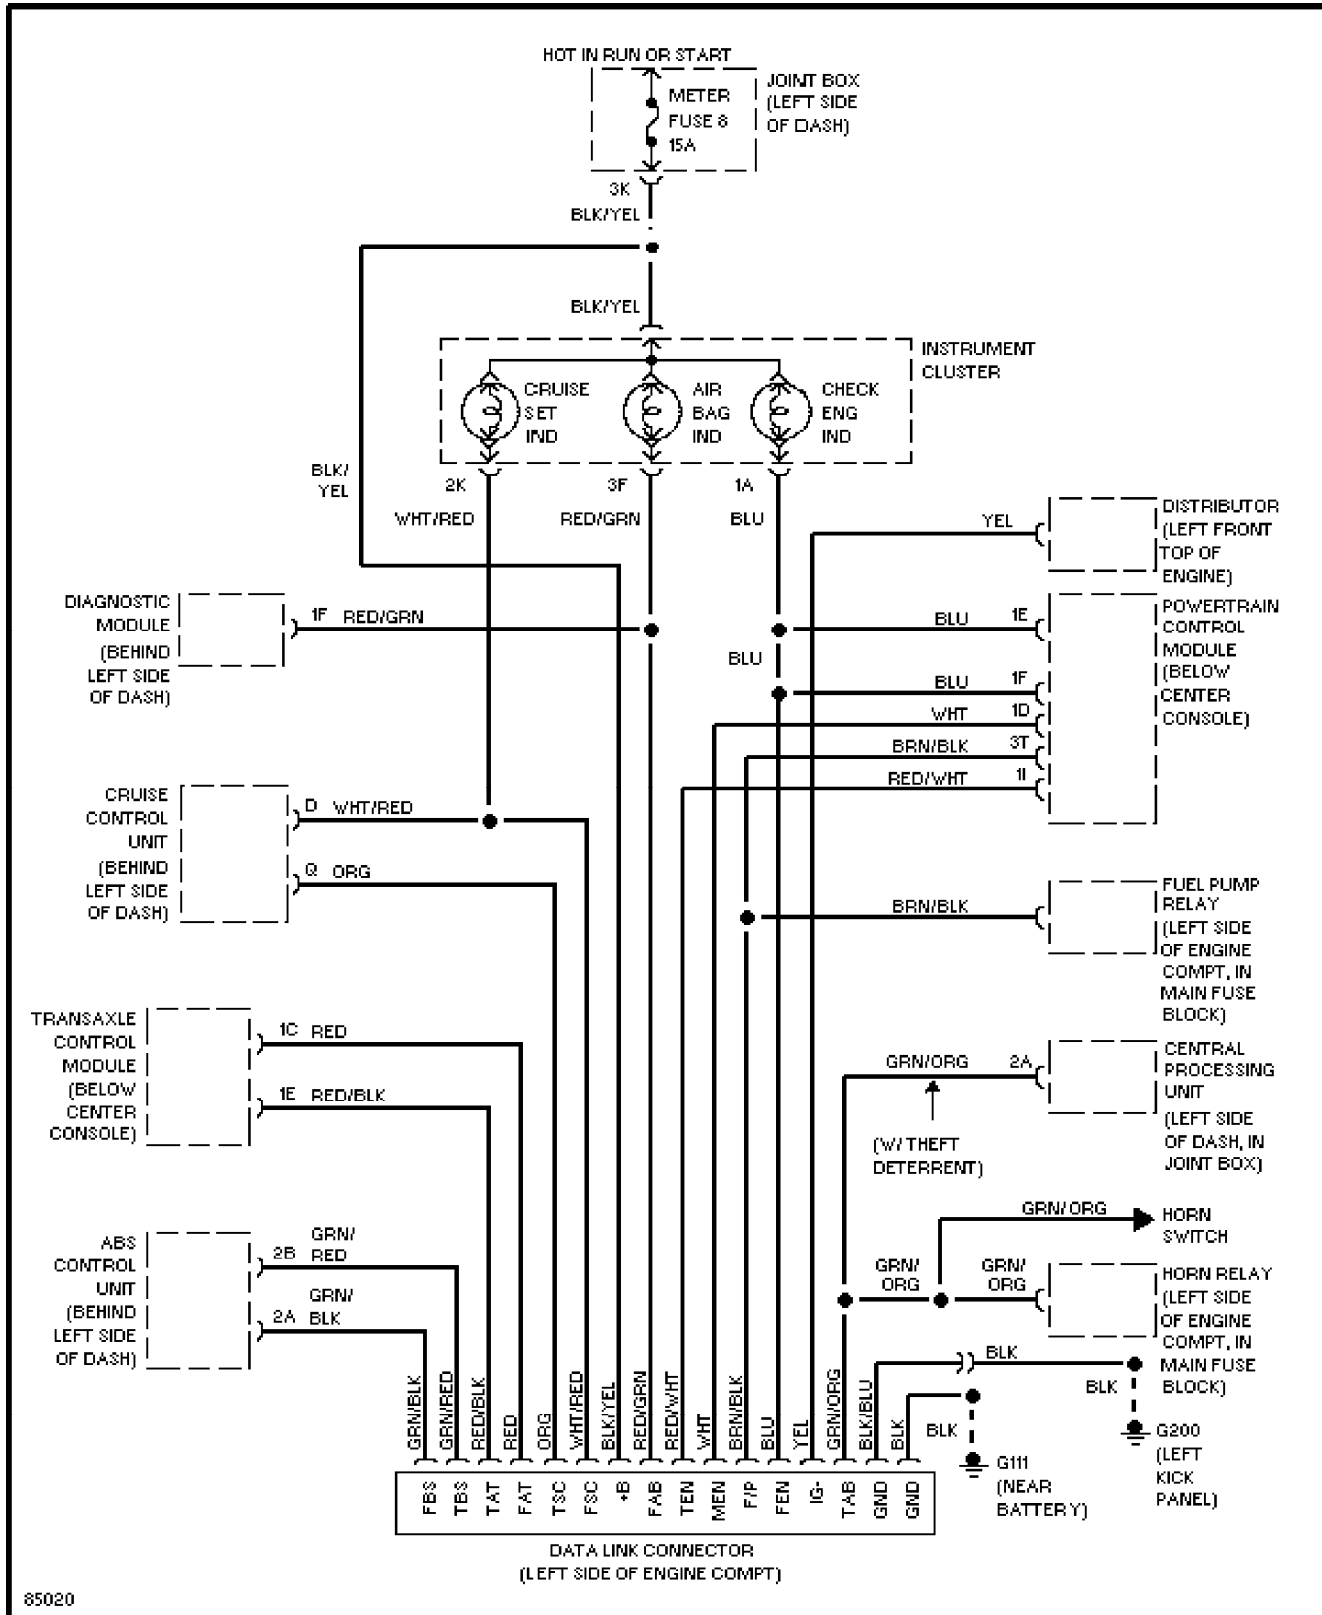 HOT IN RUN OR START
METER
FUSE 8
15A
JOINT BOX
(LEFT SIDE
OF DASH)
3K
BLK/YEL
BLK/YEL
INSTRUMENT
CLUSTER
CRUISE
SET
IND
AIR
BAG
IND
CHECK
ENG
IND
BLK/
YEL
2K
3F
1A
WHT/RED
RED/GRN
BLU
YEL
DISTRIBUTOR
(LEFT FRONT
TOP OF
ENGINE)
DIAGNOSTIC
MODULE
(BEHIND
LEFT SIDE
OF DASH)
1F RED/GRN
BLU
BLU 1E
BLU 1F
WHT 1D
BRN/BLK 3T
RED/WHT 1I
POWERTRAIN
CONTROL
MODULE
(BELOW
CENTER
CONSOLE)
CRUISE
CONTROL
UNIT
(BEHIND
LEFT SIDE
OF DASH)
D WHT/RED
Q ORG
BRN/BLK
FUEL PUMP
RELAY
(LEFT SIDE
OF ENGINE
COMPT, IN
MAIN FUSE
BLOCK)
TRANSAXLE
CONTROL
MODULE
(BELOW
CENTER
CONSOLE)
1C RED
1E RED/BLK
GRN/ORG 2A
(W/ THEFT
DETERRENT)
CENTRAL
PROCESSING
UNIT
(LEFT SIDE
OF DASH, IN
JOINT BOX)
GRN/ORG
HORN
SWITCH
ABS
CONTROL
UNIT
(BEHIND
LEFT SIDE
OF DASH)
2B GRN/
RED
2A GRN/
BLK
GRN/
ORG
GRN/
ORG
HORN RELAY
(LEFT SIDE
OF ENGINE
COMPT, IN
MAIN FUSE
BLOCK)
BLK
BLK
BLK
G200
(LEFT
KICK
PANEL)
G111
(NEAR
BATTERY)
GRN/BLK
GRN/RED
RED/BLK
RED
ORG
WHT/RED
BLK/YEL
RED/GRN
RED/WHT
WHT
BRN/BLK
BLU
YEL
GRN/ORG
BLK/BLU
BLK
FBS
TBS
TAT
FAT
TSC
FSC
+B
FAB
TEN
MEN
F/P
FEN
IG-
TAB
GND
GND
DATA LINK CONNECTOR
(LEFT SIDE OF ENGINE COMPT)
85020